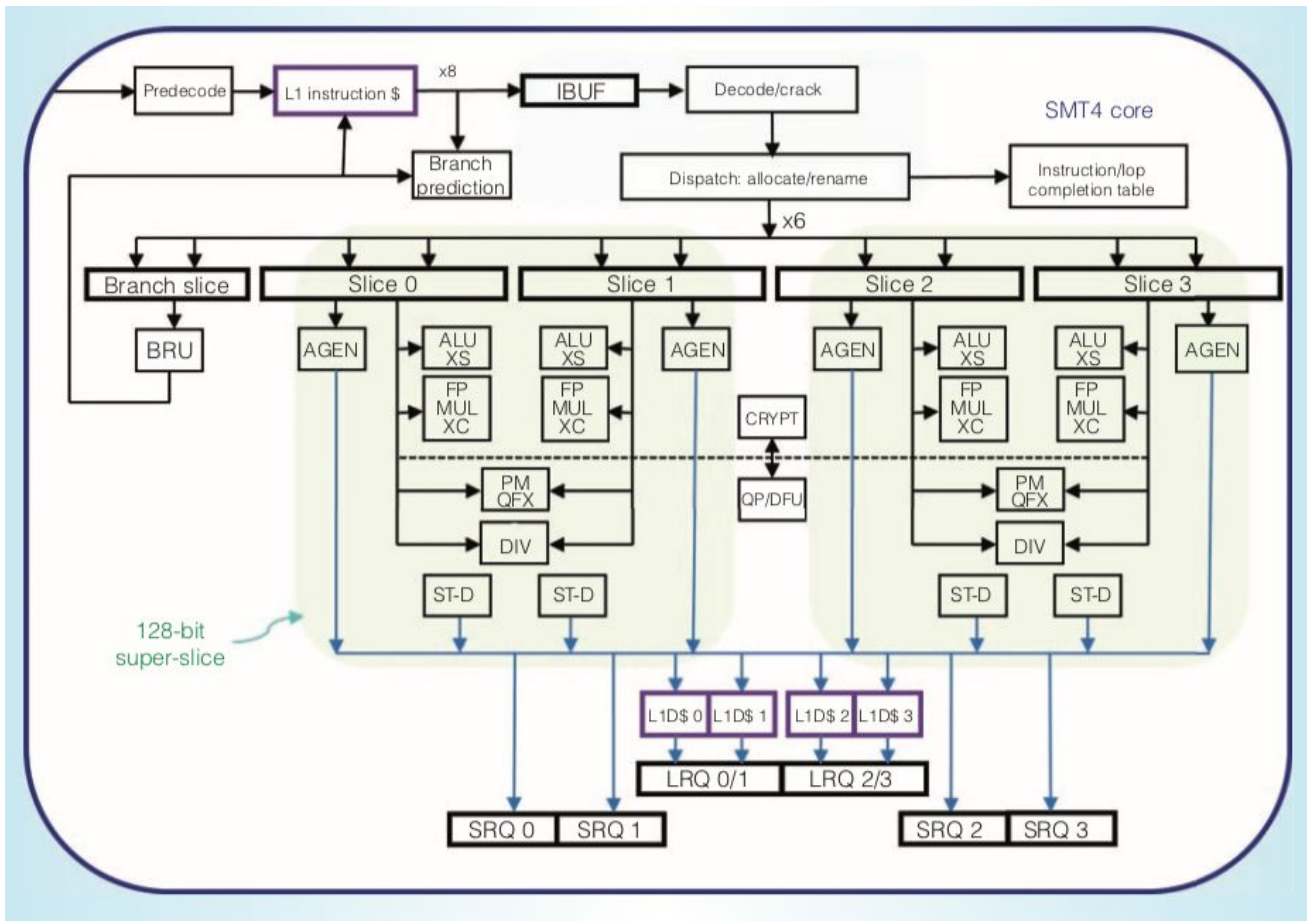 Predecode
L1 instruction $
x8
IBUF
Decode/crack
SMT4 core
Branch
prediction
Dispatch: allocate/rename
Instruction/Iop
completion table
x6
Branch slice
Slice 0
Slice 1
Slice 2
Slice 3
BRU
AGEN
ALU
XS
ALU
XS
AGEN
AGEN
ALU
XS
ALU
XS
AGEN
FP
MUL
XC
FP
MUL
XC
CRYPT
FP
MUL
XC
FP
MUL
XC
PM
QFX
QP/DFU
PM
QFX
DIV
DIV
ST-D
ST-D
ST-D
ST-D
128-bit
super-slice
L1D$ 0
L1D$ 1
L1D$ 2
L1D$ 3
LRQ 0/1
LRQ 2/3
SRQ 0
SRQ 1
SRQ 2
SRQ 3